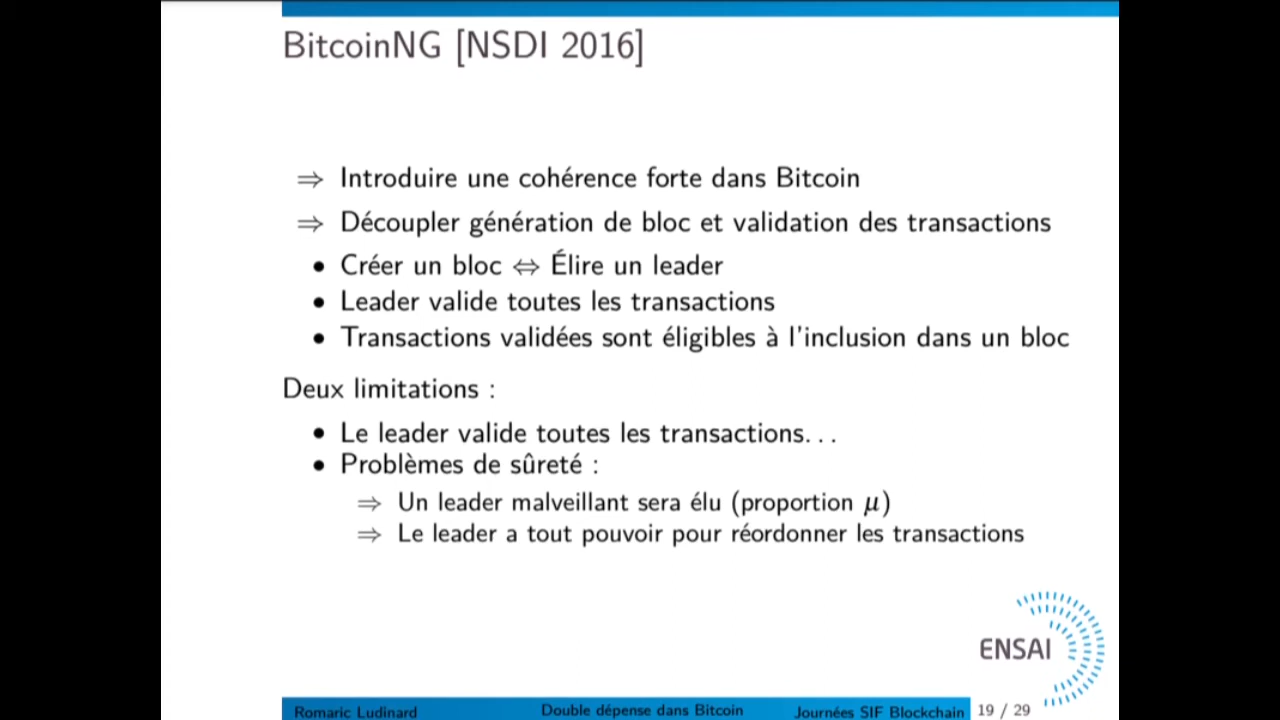 BitcoinNG [NSDI 2016]
⇒ Introduire une cohérence forte dans Bitcoin
⇒ Découpler génération de bloc et validation des transactions
• Créer un bloc ⇔ Élire un leader
• Leader valide toutes les transactions
• Transactions validées sont éligibles à l'inclusion dans un bloc
Deux limitations :
• Le leader valide toutes les transactions. . .
• Problèmes de sûreté :
⇒ Un leader malveillant sera élu (proportion μ)
⇒ Le leader a tout pouvoir pour réordonner les transactions
ENSAI
Romaric Ludinard Double dépense dans Bitcoin Journées SIF Blockchain 19 / 29